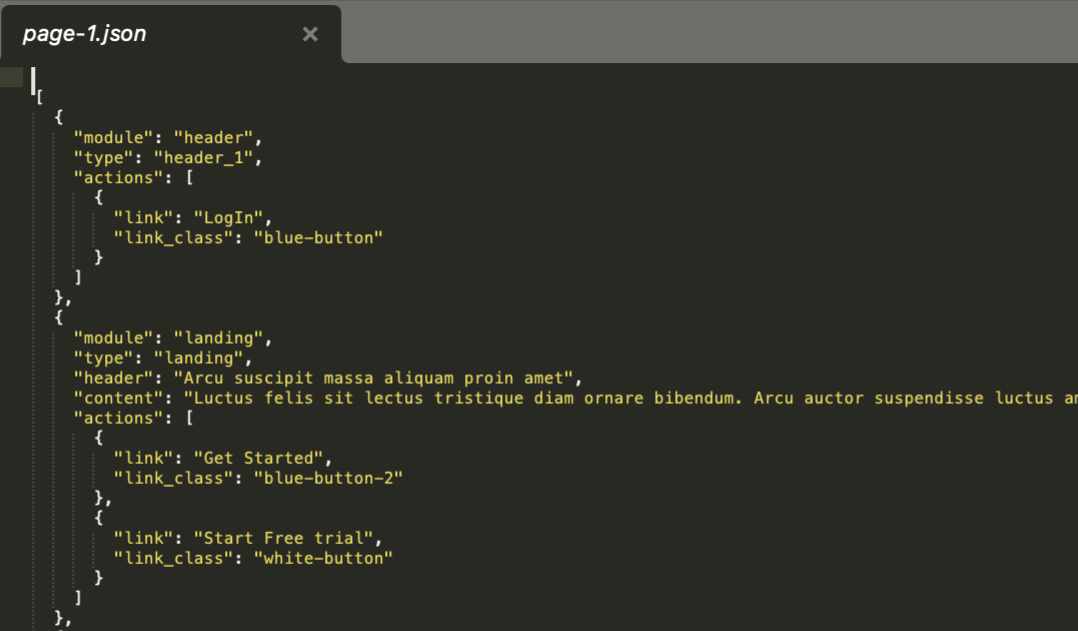 page-1.json ×
[
  {
    "module": "header",
    "type": "header_1",
    "actions": [
      {
        "link": "LogIn",
        "link_class": "blue-button"
      }
    ]
  },
  {
    "module": "landing",
    "type": "landing",
    "header": "Arcu suscipit massa aliquam proin amet",
    "content": "Luctus felis sit lectus tristique diam ornare bibendum. Arcu auctor suspendisse luctus
    "actions": [
      {
        "link": "Get Started",
        "link_class": "blue-button-2"
      },
      {
        "link": "Start Free trial",
        "link_class": "white-button"
      }
    ]
  },